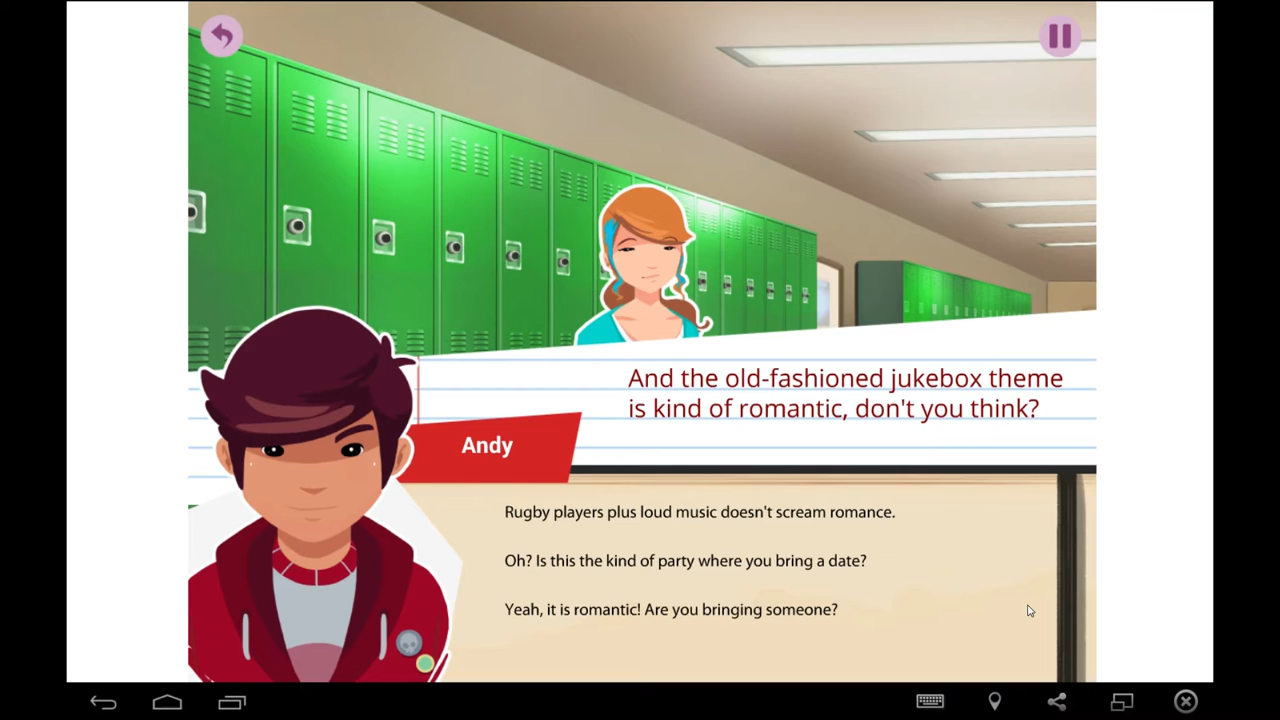 And the old-fashioned jukebox theme
is kind of romantic, don't you think?
Andy
Rugby players plus loud music doesn't scream romance.
Oh? Is this the kind of party where you bring a date?
Yeah, it is romantic! Are you bringing someone?